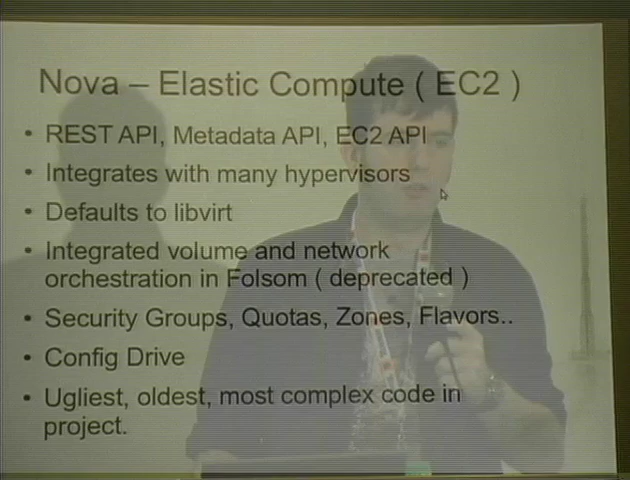 Nova – Elastic Compute ( EC2 )
• REST API, Metadata API, EC2 API
• Integrates with many hypervisors
• Defaults to libvirt
• Integrated volume and network
orchestration in Folsom ( deprecated )
• Security Groups, Quotas, Zones, Flavors..
• Config Drive
• Ugliest, oldest, most complex code in
project.